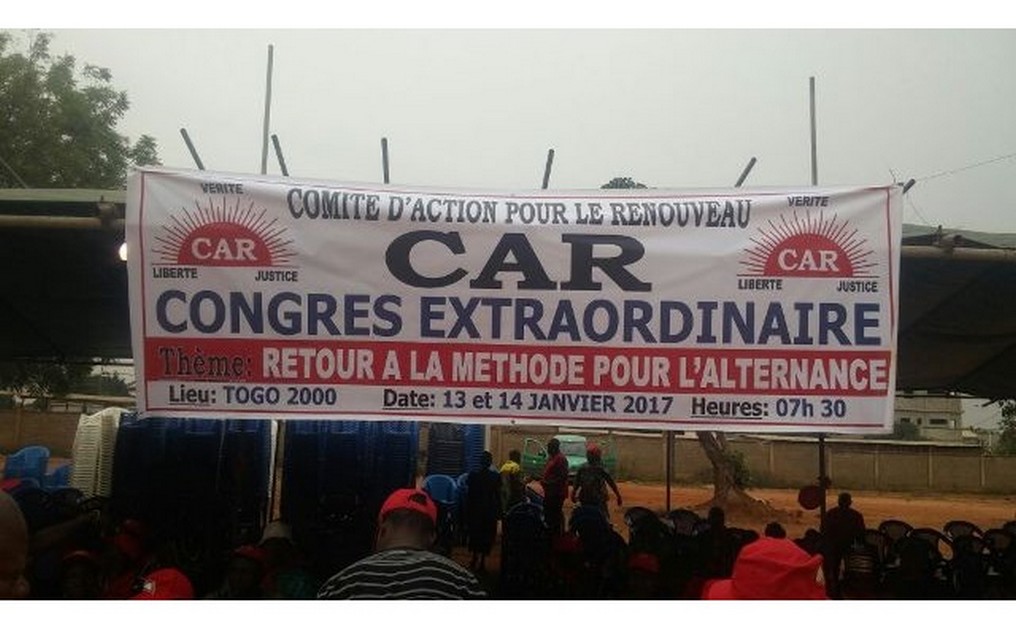 COMITE D'ACTION POUR LE RENOUVEAU
VERITE
CAR
LIBERTE JUSTICE
CAR
VERITE
CAR
LIBERTE JUSTICE
CONGRES EXTRAORDINAIRE
Thème: RETOUR A LA METHODE POUR L'ALTERNANCE
Lieu: TOGO 2000 Date: 13 et 14 JANVIER 2017 Heures: 07h 30